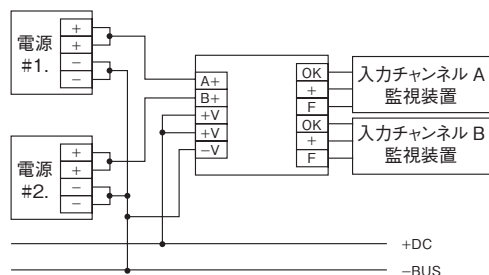 電源
#1.
+
+
−
−
電源
#2.
+
+
−
−
A+
B+
+V
+V
−V
OK
+
F
OK
+
F
入力チャンネル A
監視装置
入力チャンネル B
監視装置
+DC
−BUS